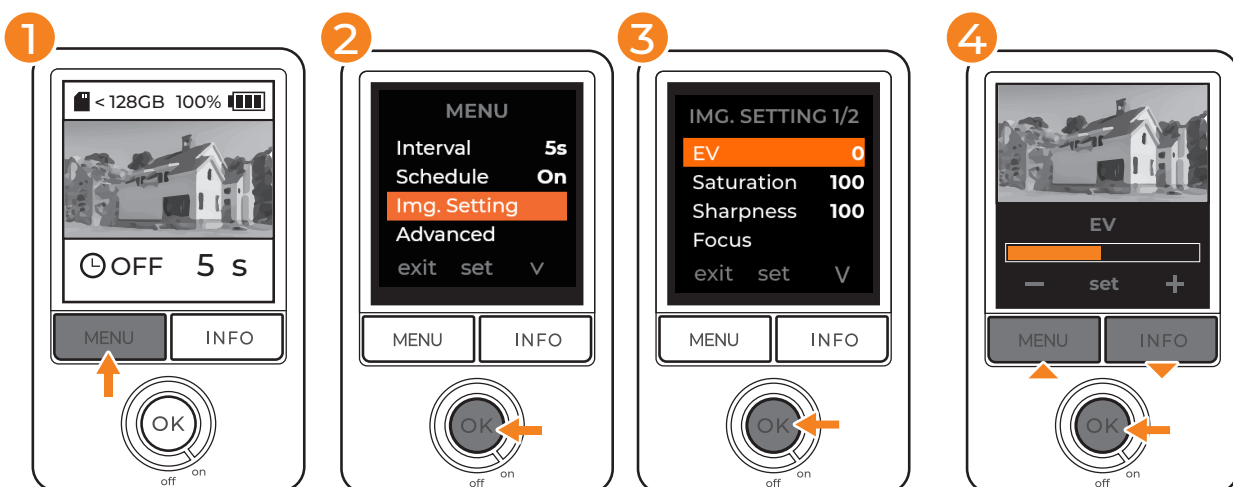 1
< 128GB 100%
OFF 5 s
MENU INFO
OK
on
off
2
MENU
Interval 5s
Schedule On
Img. Setting
Advanced
exit set v
MENU INFO
OK
on
off
3
IMG. SETTING 1/2
EV 0
Saturation 100
Sharpness 100
Focus
exit set V
MENU INFO
OK
on
off
4
EV
— set +
MENU INFO
OK
on
off